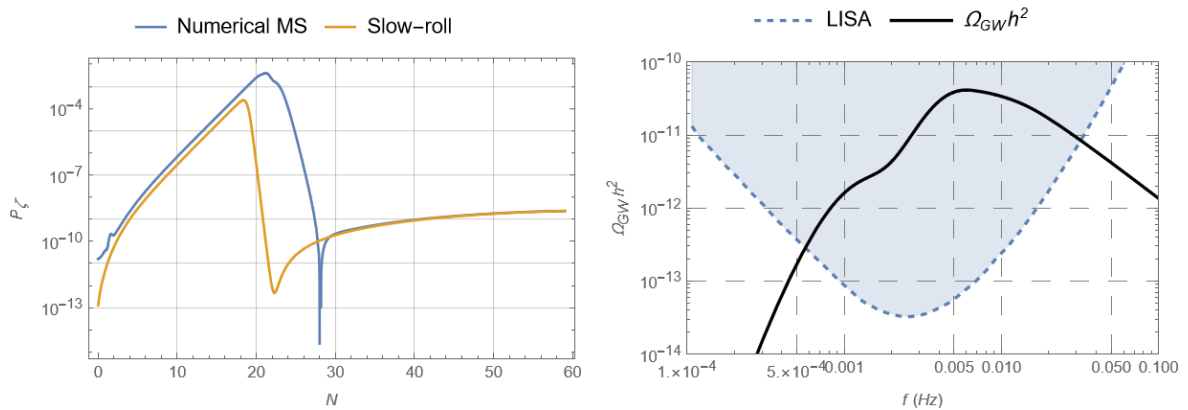 Numerical MS Slow-roll
10⁻⁴
10⁻⁷
10⁻¹⁰
10⁻¹³
P_ζ
0 10 20 30 40 50 60
N
LISA Ω_GW h²
10⁻¹⁰
10⁻¹¹
10⁻¹²
10⁻¹³
10⁻¹⁴
Ω_GW h²
1.×10⁻⁴ 5.×10⁻⁴ 0.001 0.005 0.010 0.050 0.100
f (Hz)